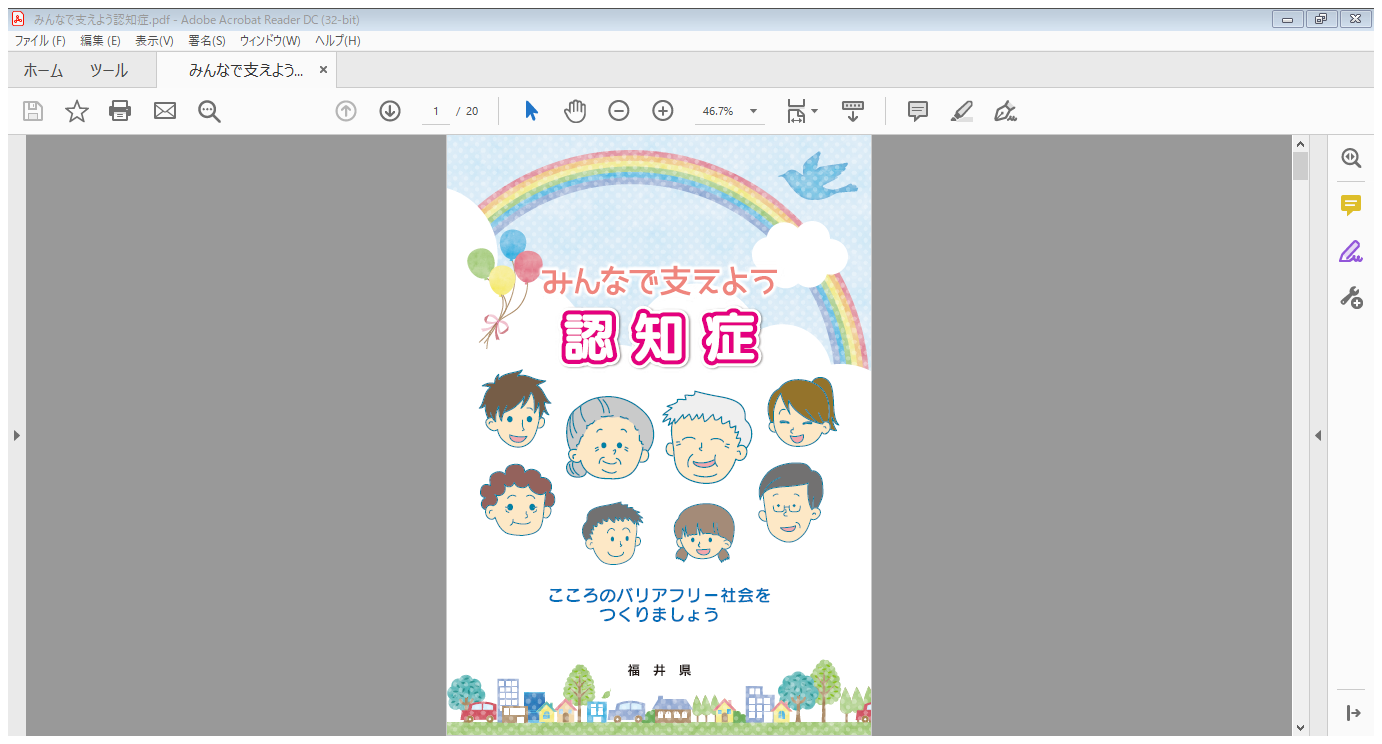 みんなで支えよう認知症.pdf - Adobe Acrobat Reader DC (32-bit)
ファイル(F) 編集(E) 表示(V) 署名(S) ウィンドウ(W) ヘルプ(H)
ホーム ツール みんなで支えよう... ×
1 / 20 46.7%
みんなで支えよう
認知症
こころのバリアフリー社会を
つくりましょう
福井県